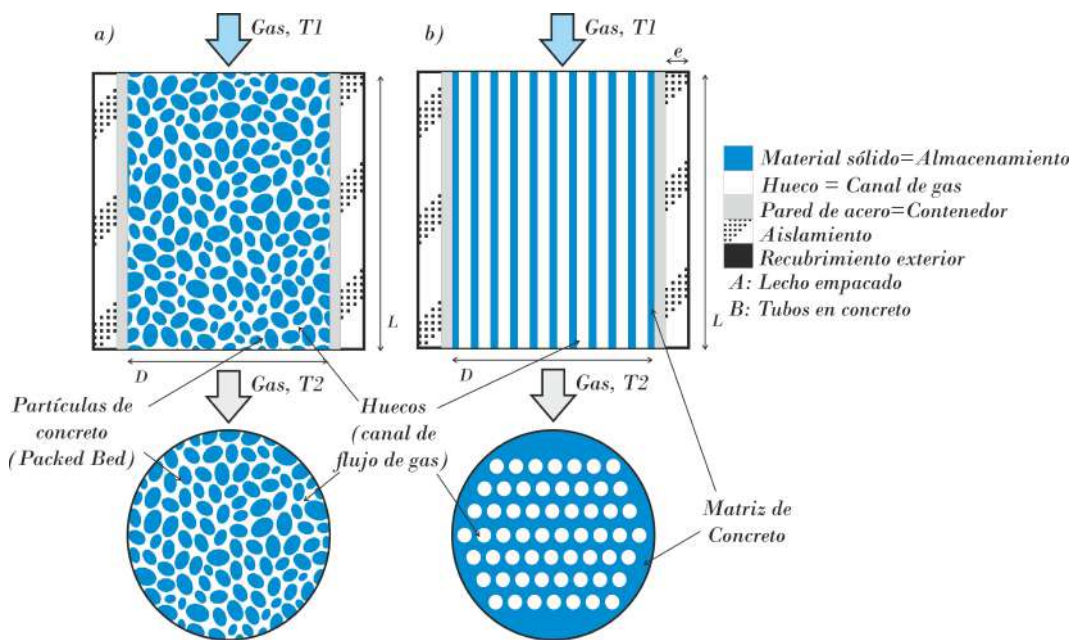 a)
Gas, T1
b)
Gas, T1
e
Material sólido=Almacenamiento
Hueco = Canal de gas
Pared de acero=Contenedor
Aislamiento
Recubrimiento exterior
A: Lecho empacado
B: Tubos en concreto
L
L
D
D
Gas, T2
Gas, T2
Partículas de
concreto
(Packed Bed)
Huecos
(canal de
flujo de gas)
Matriz de
Concreto